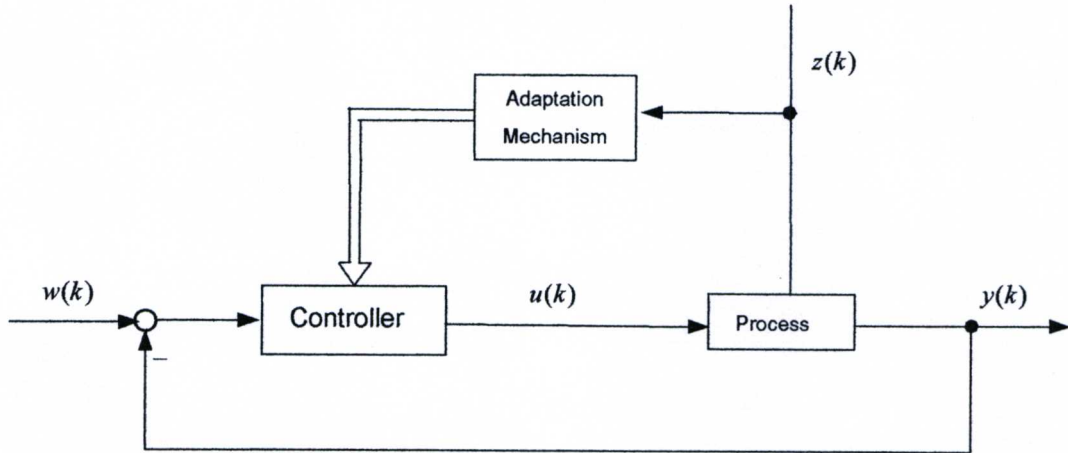 z(k)
Adaptation
Mechanism
w(k)
Controller
u(k)
Process
y(k)
–